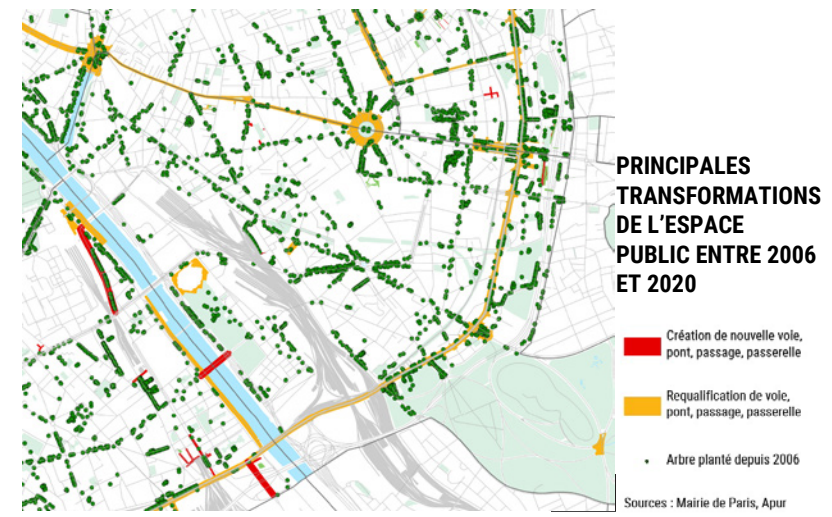 PRINCIPALES
TRANSFORMATIONS
DE L'ESPACE
PUBLIC ENTRE 2006
ET 2020
Création de nouvelle voie,
pont, passage, passerelle
Requalification de voie,
pont, passage, passerelle
Arbre planté depuis 2006
Sources : Mairie de Paris, Apur